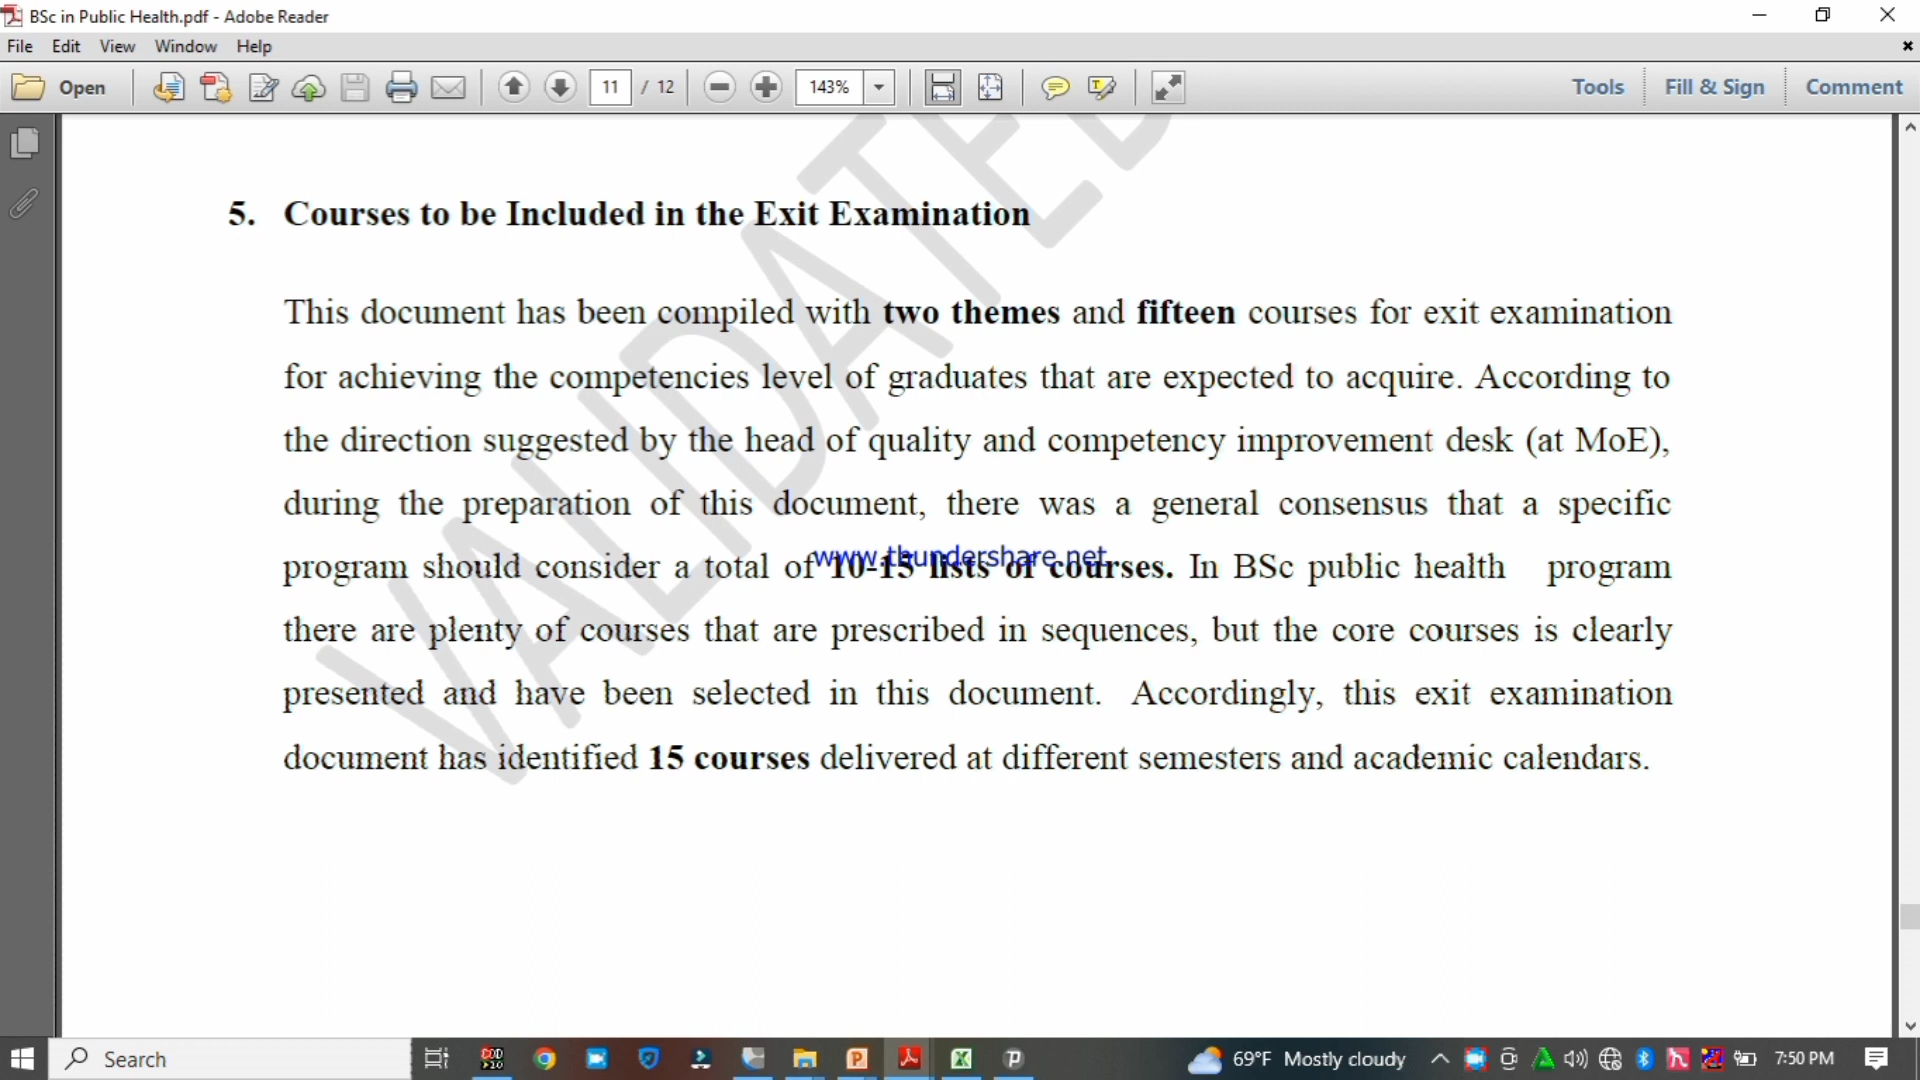 BSc in Public Health.pdf - Adobe Reader
File Edit View Window Help
Open 11 / 12 143% Tools Fill & Sign Comment
VALIDATED
5. Courses to be Included in the Exit Examination
This document has been compiled with two themes and fifteen courses for exit examination
for achieving the competencies level of graduates that are expected to acquire. According to
the direction suggested by the head of quality and competency improvement desk (at MoE),
during the preparation of this document, there was a general consensus that a specific
www.thundershare.net
program should consider a total of 10-15 lists of courses. In BSc public health program
there are plenty of courses that are prescribed in sequences, but the core courses is clearly
presented and have been selected in this document. Accordingly, this exit examination
document has identified 15 courses delivered at different semesters and academic calendars.
Search 69°F Mostly cloudy 7:50 PM